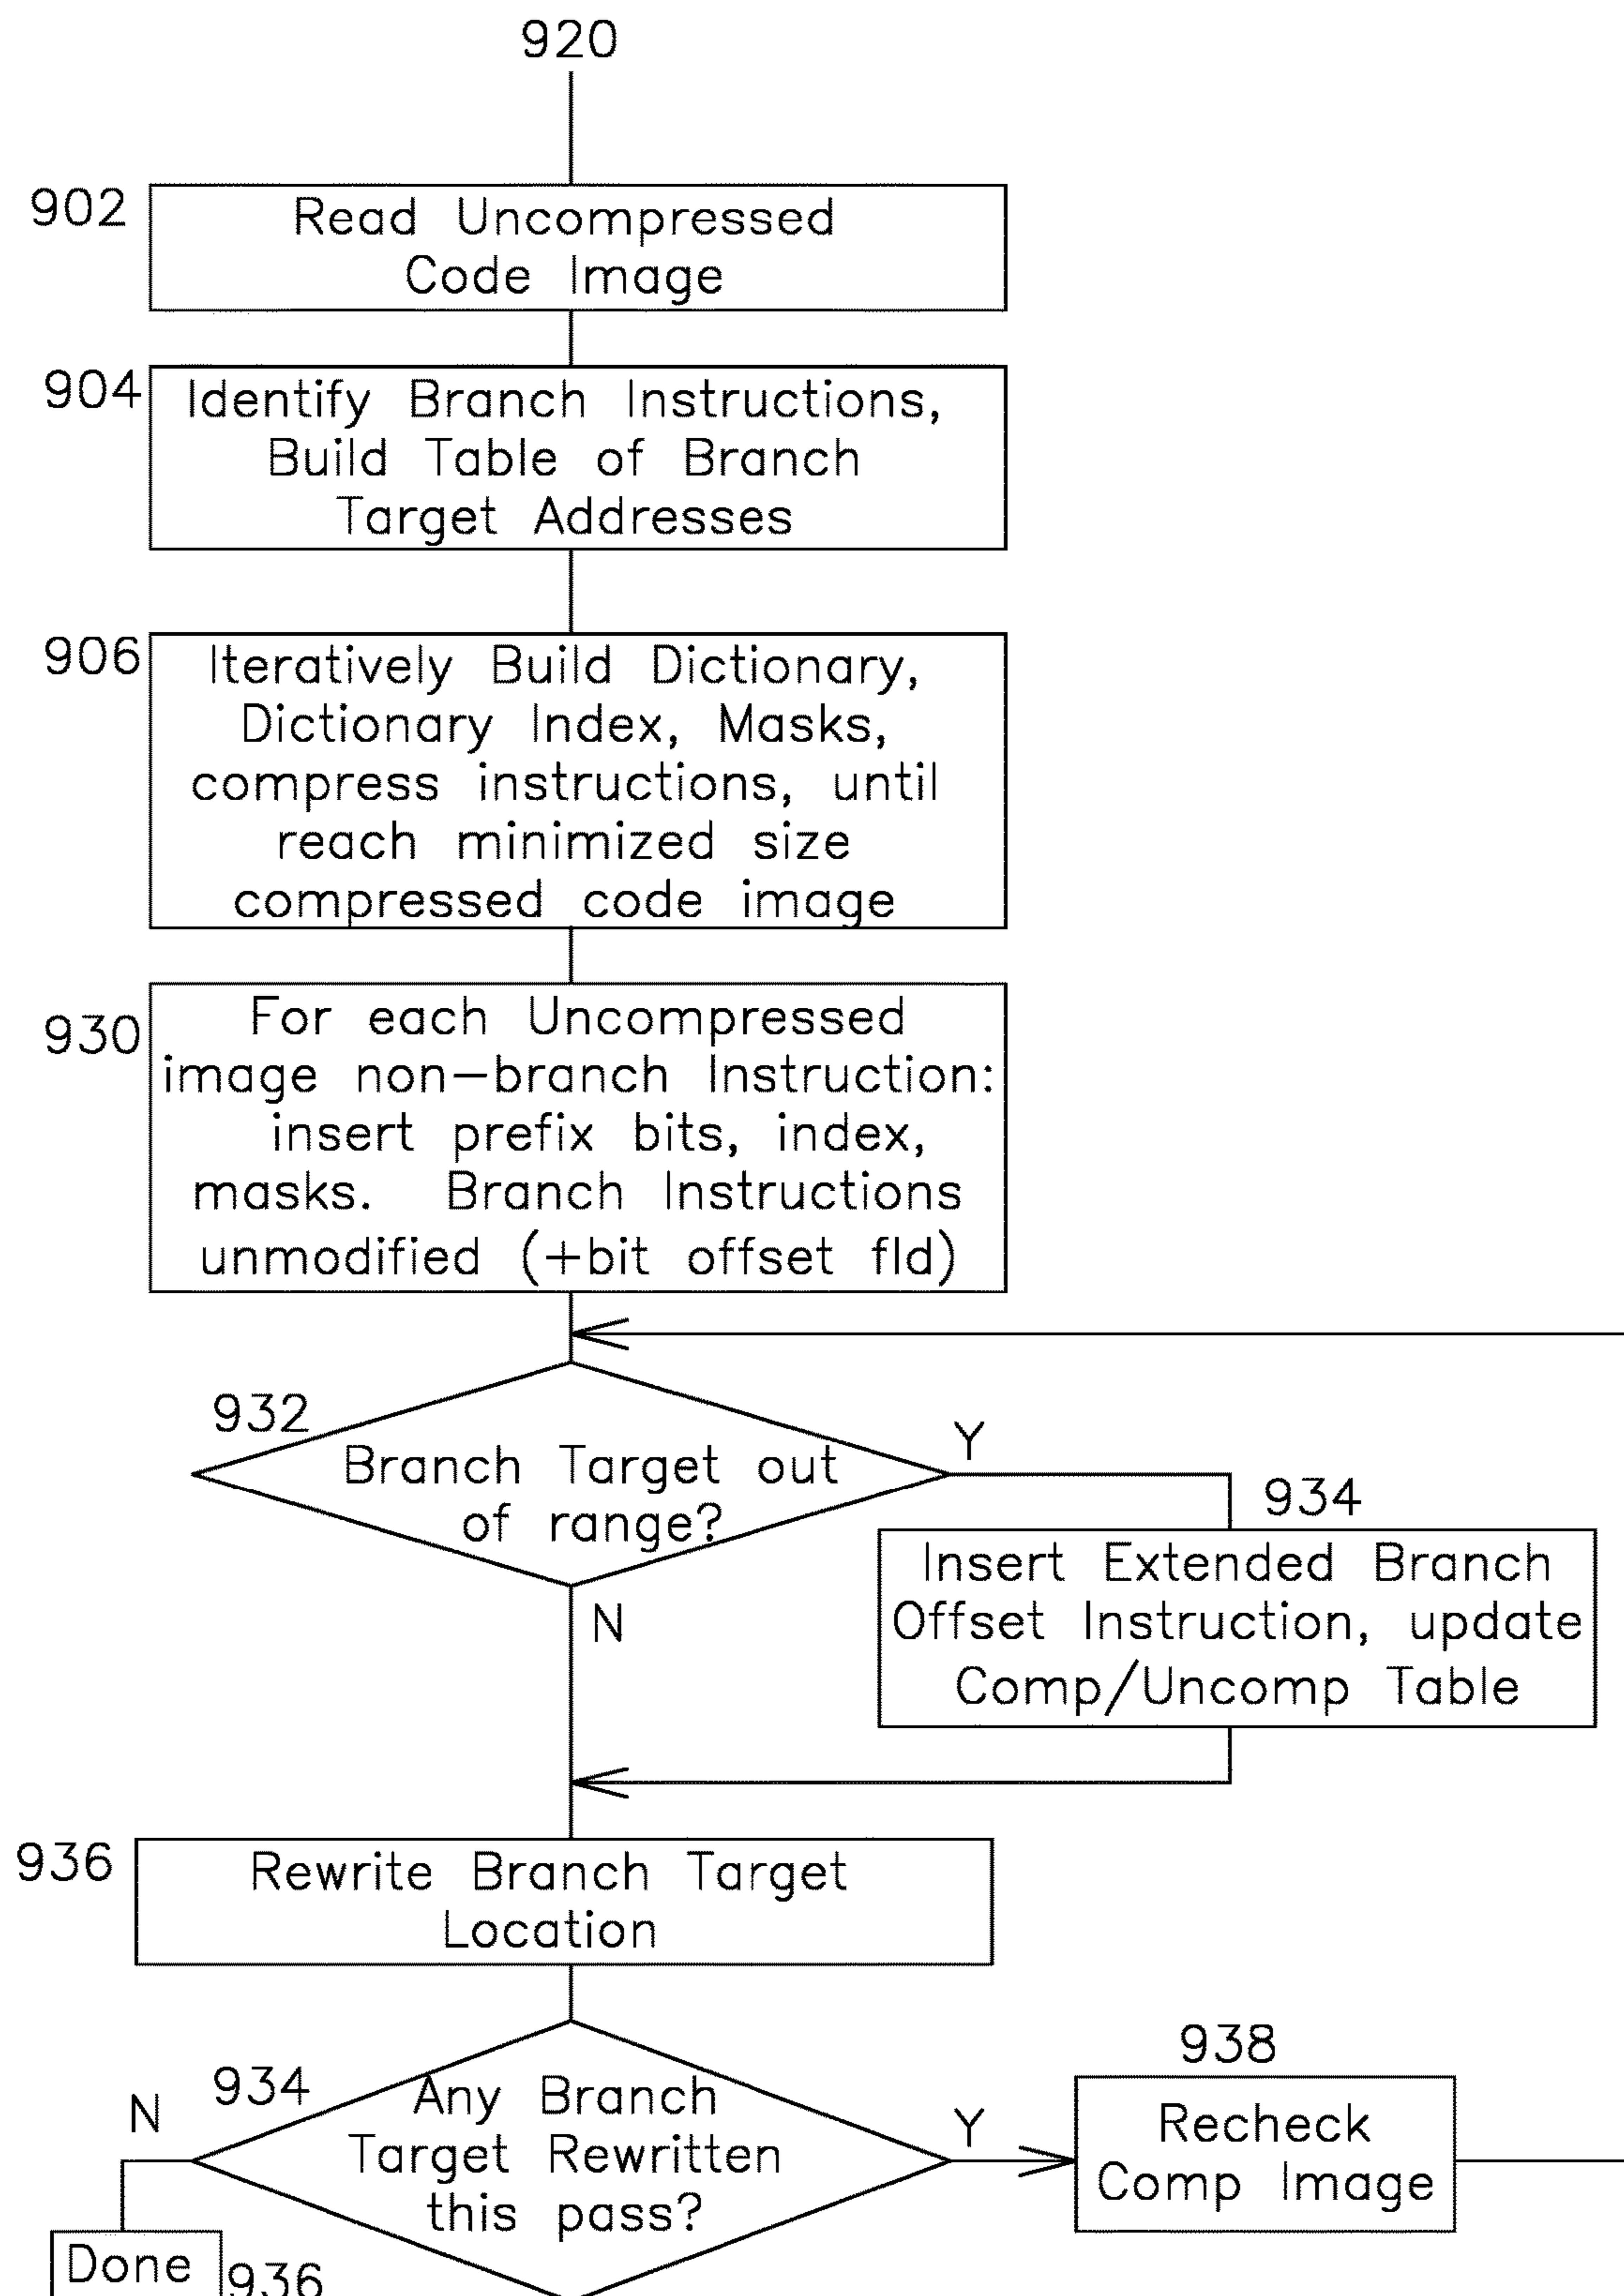 920
902
Read Uncompressed
Code Image
904
Identify Branch Instructions,
Build Table of Branch
Target Addresses
906
Iteratively Build Dictionary,
Dictionary Index, Masks,
compress instructions, until
reach minimized size
compressed code image
930
For each Uncompressed
image non-branch Instruction:
insert prefix bits, index,
masks. Branch Instructions
unmodified (+bit offset fld)
932
Branch Target out
of range?
Y
N
934
Insert Extended Branch
Offset Instruction, update
Comp/Uncomp Table
936
Rewrite Branch Target
Location
934
Any Branch
Target Rewritten
this pass?
N
Y
938
Recheck
Comp Image
Done
936